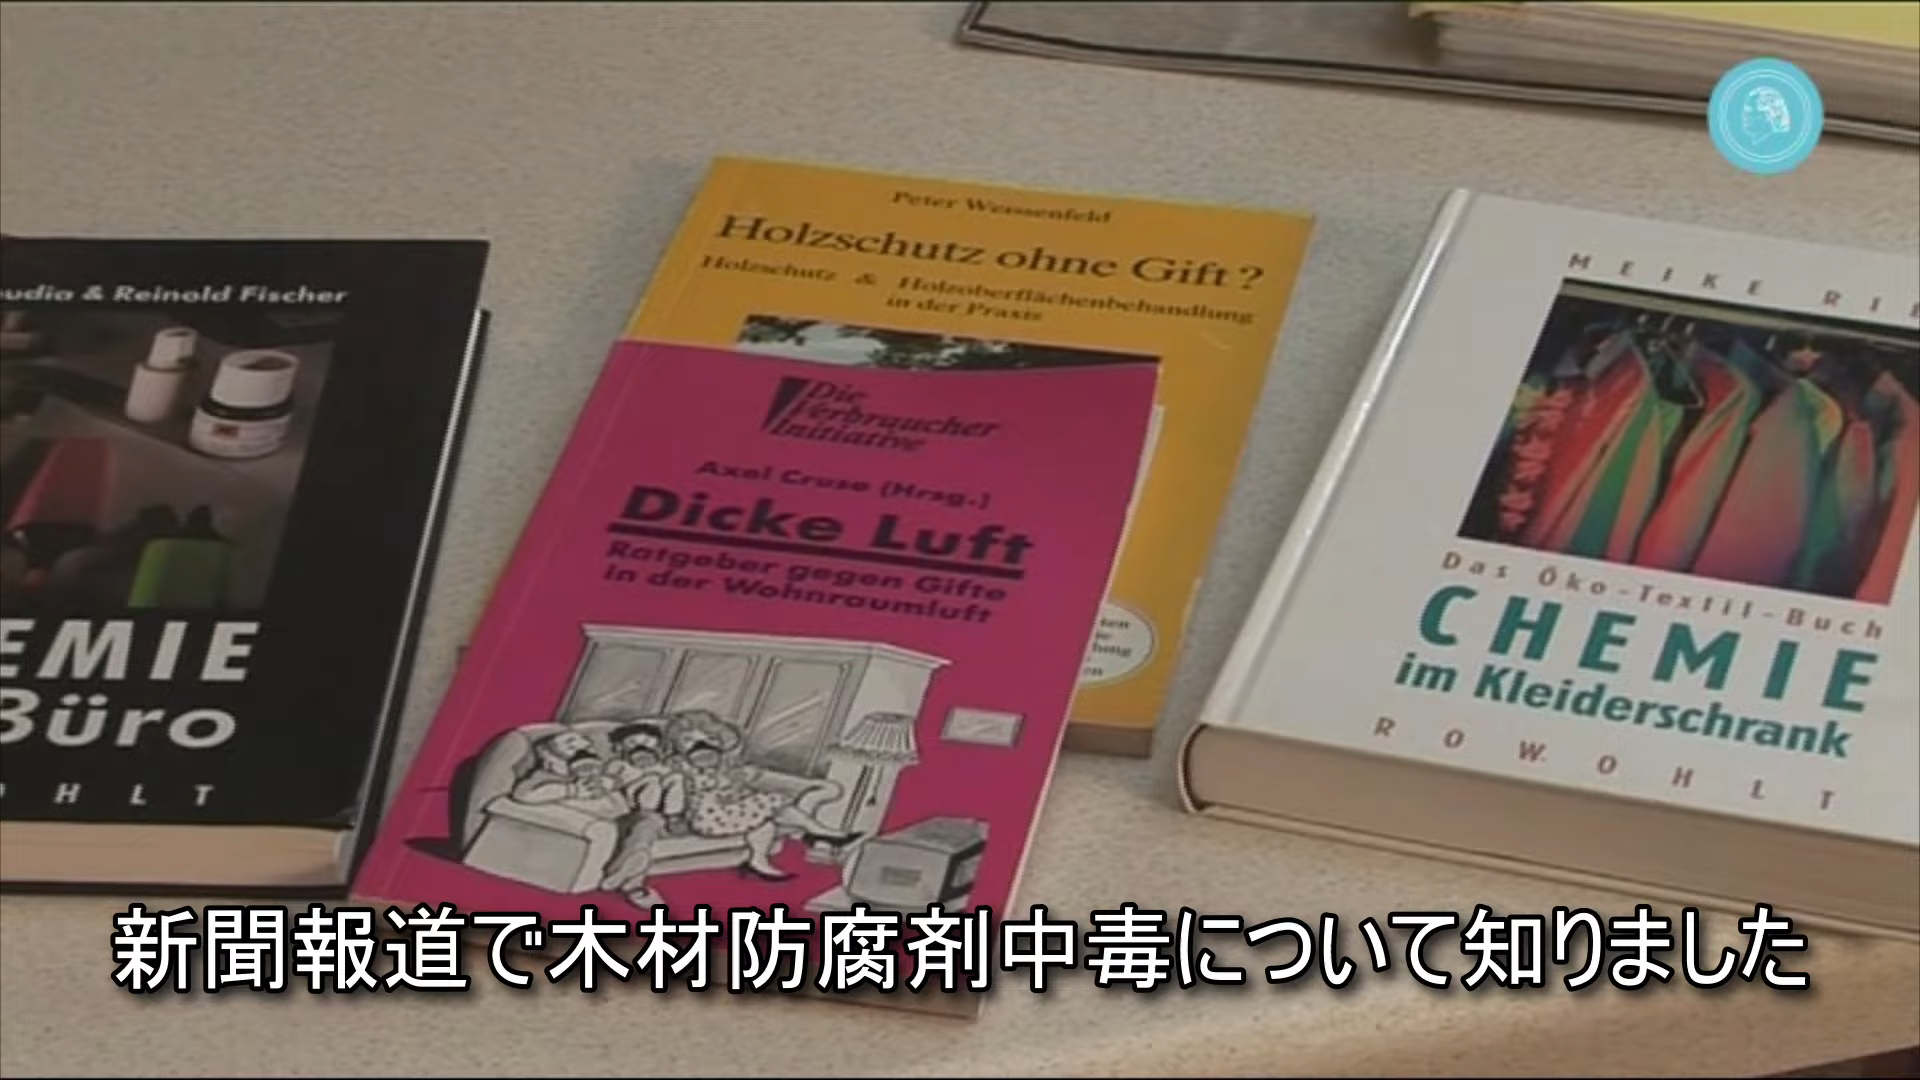 udia & Reinold Fischer
EMIE
Büro
HLT
Peter Weissenfeld
Holzschutz ohne Gift?
Holzschutz & Holzoberflächenbehandlung
in der Praxis
Die
Verbraucher
Initiative
Axel Cruse (Hrsg.)
Dicke Luft
Ratgeber gegen Gifte
in der Wohnraumluft
MEIKE RIE
Das Öko-Textil-Buch
CHEMIE
im Kleiderschrank
ROWOHLT
新聞報道で木材防腐剤中毒について知りました